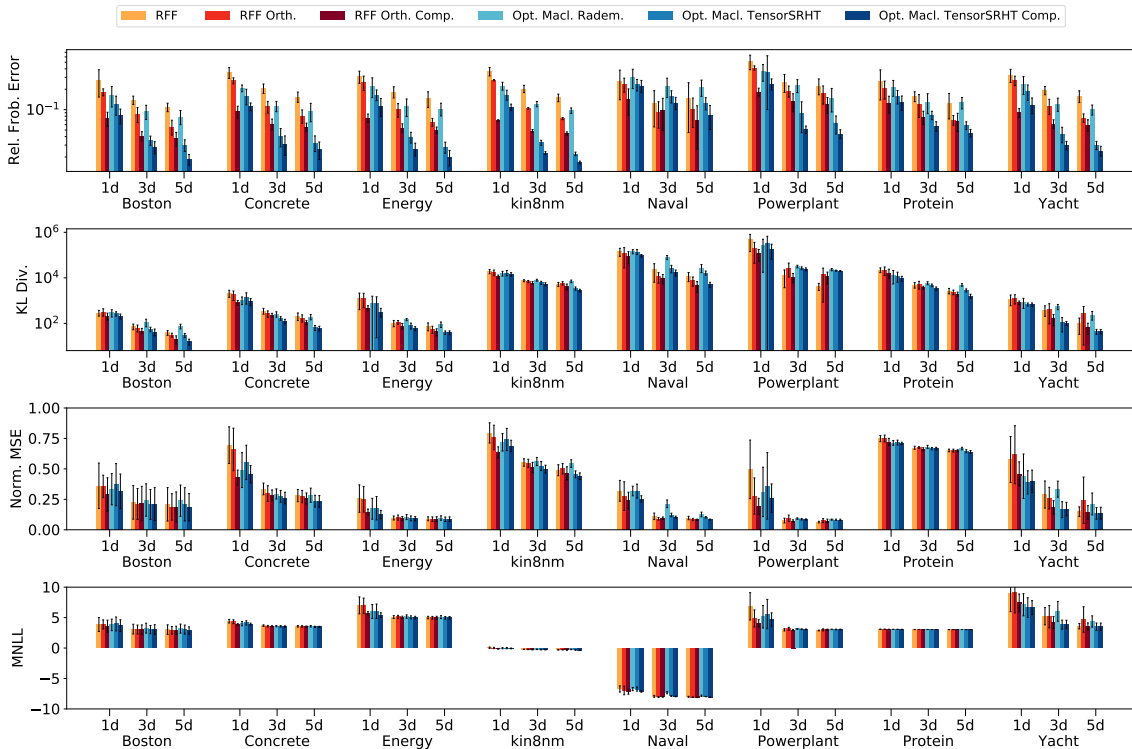 RFF RFF Orth. RFF Orth. Comp. Opt. Macl. Radem. Opt. Macl. TensorSRHT Opt. Macl. TensorSRHT Comp.
Rel. Frob. Error
10⁻¹
1d 3d 5d 1d 3d 5d 1d 3d 5d 1d 3d 5d 1d 3d 5d 1d 3d 5d 1d 3d 5d 1d 3d 5d
Boston Concrete Energy kin8nm Naval Powerplant Protein Yacht
KL Div.
10⁶
10⁴
10²
1d 3d 5d 1d 3d 5d 1d 3d 5d 1d 3d 5d 1d 3d 5d 1d 3d 5d 1d 3d 5d 1d 3d 5d
Boston Concrete Energy kin8nm Naval Powerplant Protein Yacht
Norm. MSE
1.00
0.75
0.50
0.25
0.00
1d 3d 5d 1d 3d 5d 1d 3d 5d 1d 3d 5d 1d 3d 5d 1d 3d 5d 1d 3d 5d 1d 3d 5d
Boston Concrete Energy kin8nm Naval Powerplant Protein Yacht
MNLL
10
5
0
−5
−10
1d 3d 5d 1d 3d 5d 1d 3d 5d 1d 3d 5d 1d 3d 5d 1d 3d 5d 1d 3d 5d 1d 3d 5d
Boston Concrete Energy kin8nm Naval Powerplant Protein Yacht